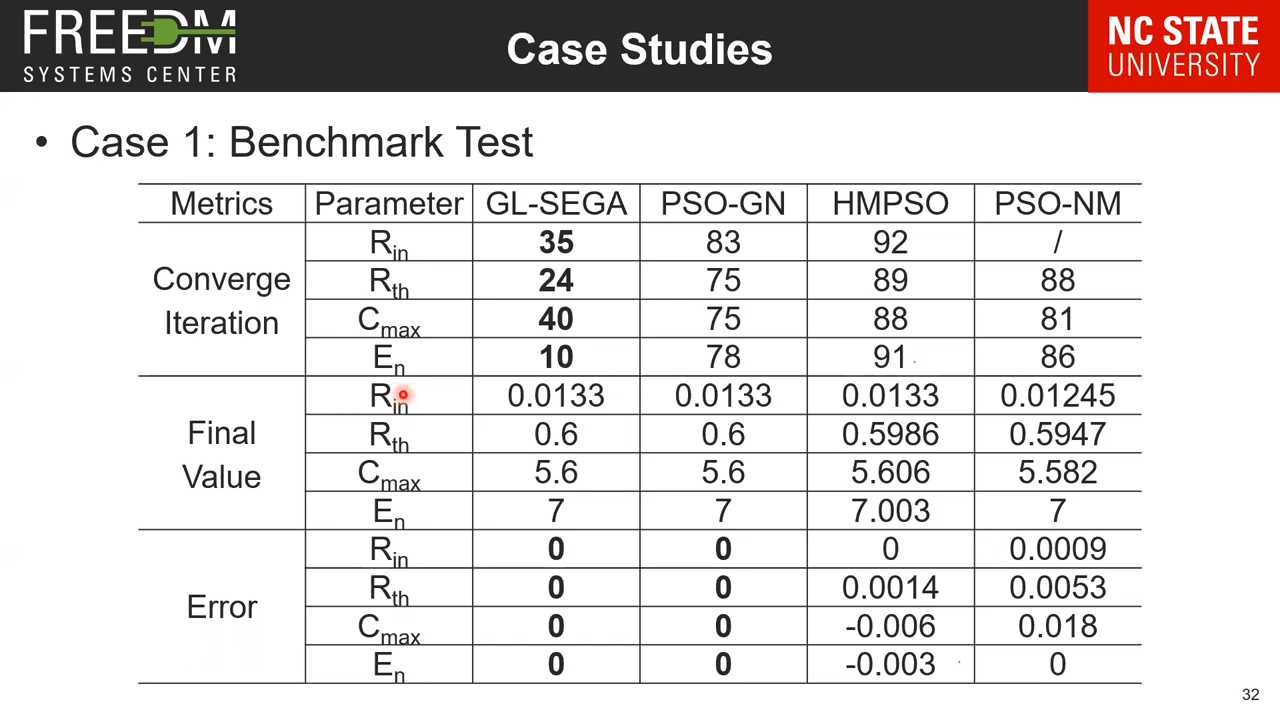 FREEDM
SYSTEMS CENTER
Case Studies
NC STATE
UNIVERSITY
• Case 1: Benchmark Test
Metrics Parameter GL-SEGA PSO-GN HMPSO PSO-NM
Converge Iteration
Rin 35 83 92 /
Rth 24 75 89 88
Cmax 40 75 88 81
En 10 78 91 86
Final Value
Rin 0.0133 0.0133 0.0133 0.01245
Rth 0.6 0.6 0.5986 0.5947
Cmax 5.6 5.6 5.606 5.582
En 7 7 7.003 7
Error
Rin 0 0 0 0.0009
Rth 0 0 0.0014 0.0053
Cmax 0 0 -0.006 0.018
En 0 0 -0.003 0
32